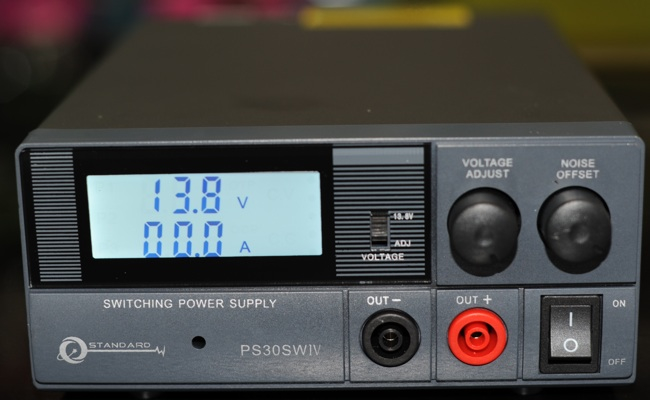 VOLTAGE
ADJUST
NOISE
OFFSET
13.8 V
00.0 A
13.8V
ADJ
VOLTAGE
SWITCHING POWER SUPPLY
OUT −
OUT +
ON
OFF
STANDARD
PS30SWIV